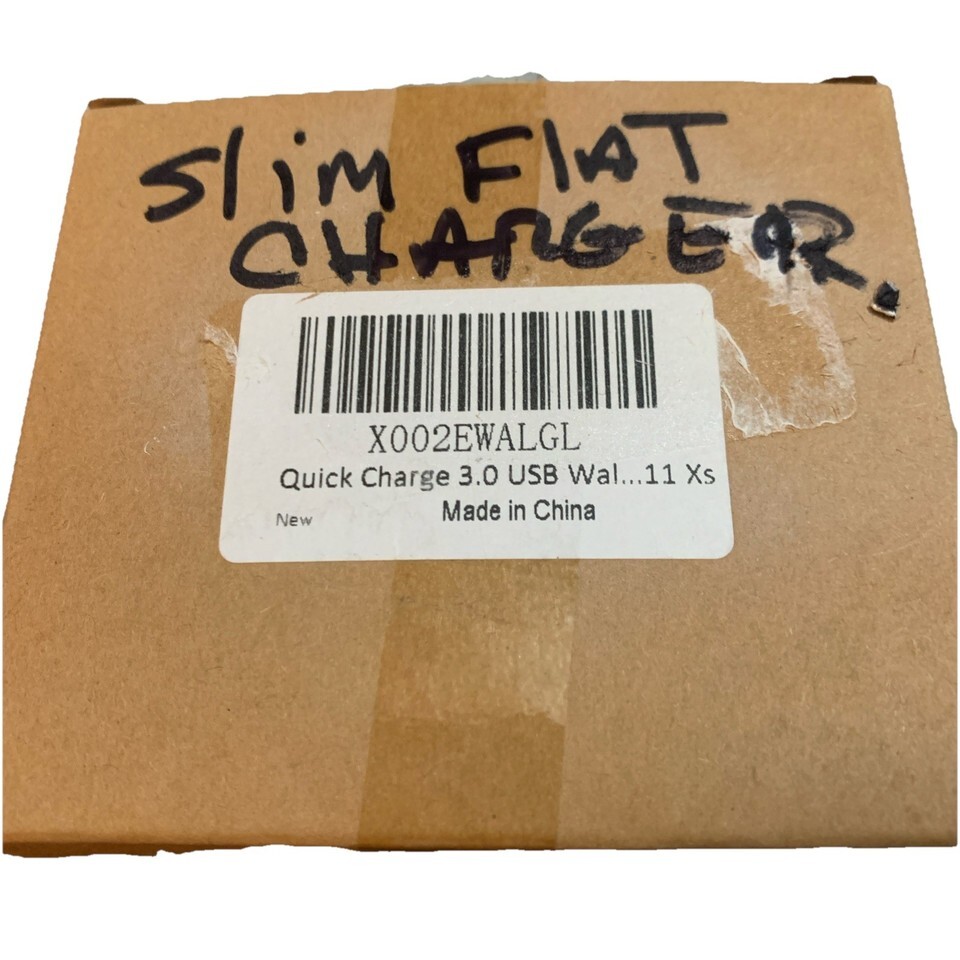 Slim FlAT
CHARGER.
X002EWALGL
Quick Charge 3.0 USB Wal...11 Xs
New
Made in China